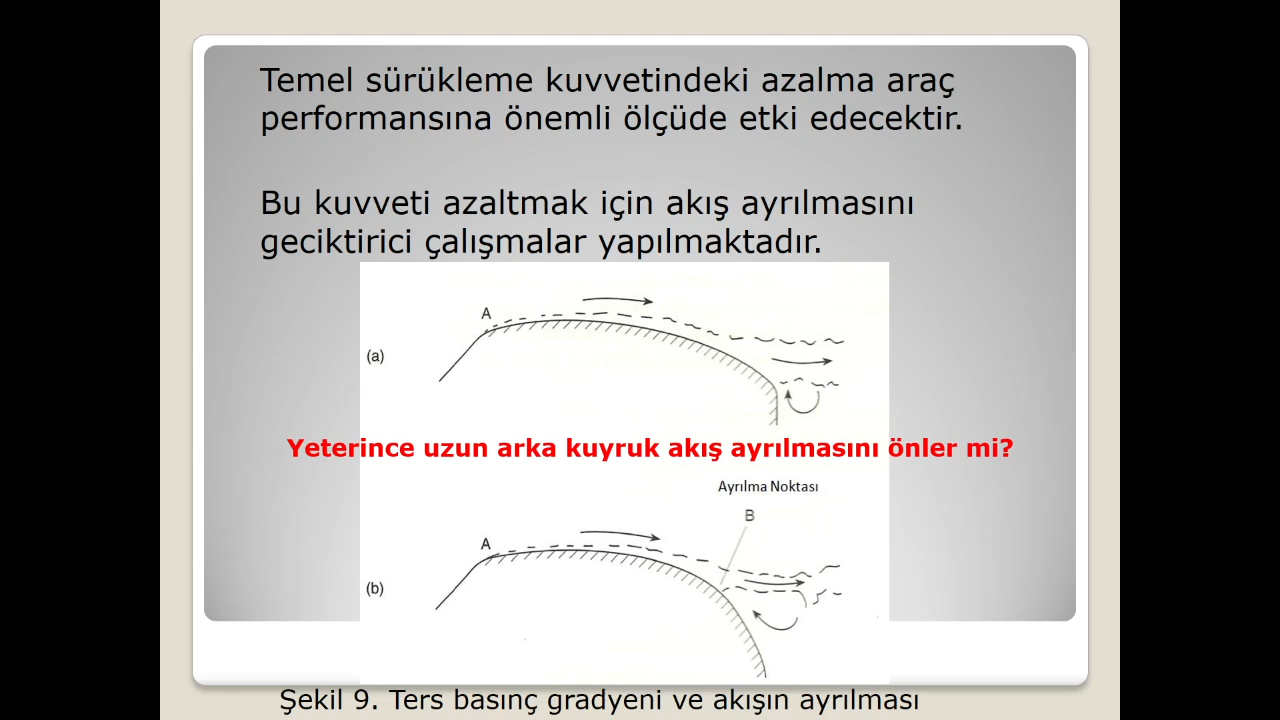 Temel sürükleme kuvvetindeki azalma araç
performansına önemli ölçüde etki edecektir.
Bu kuvveti azaltmak için akış ayrılmasını
geciktirici çalışmalar yapılmaktadır.
A
(a)
Yeterince uzun arka kuyruk akış ayrılmasını önler mi?
Ayrılma Noktası
B
A
(b)
Şekil 9. Ters basınç gradyeni ve akışın ayrılması